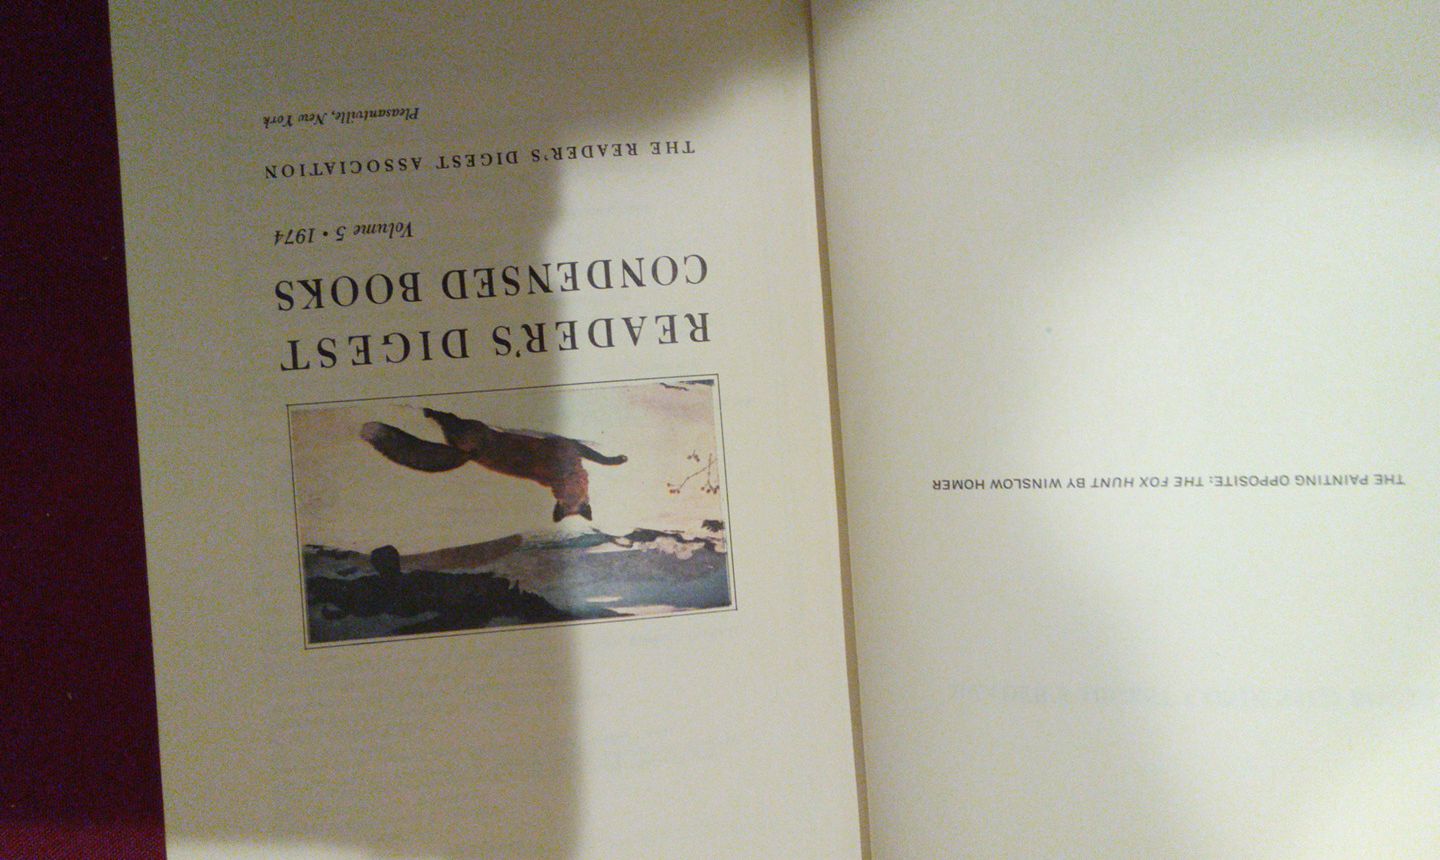 THE PAINTING OPPOSITE: THE FOX HUNT BY WINSLOW HOMER
READER'S DIGEST
CONDENSED BOOKS
Volume 5 • 1974
THE READER'S DIGEST ASSOCIATION
Pleasantville, New York